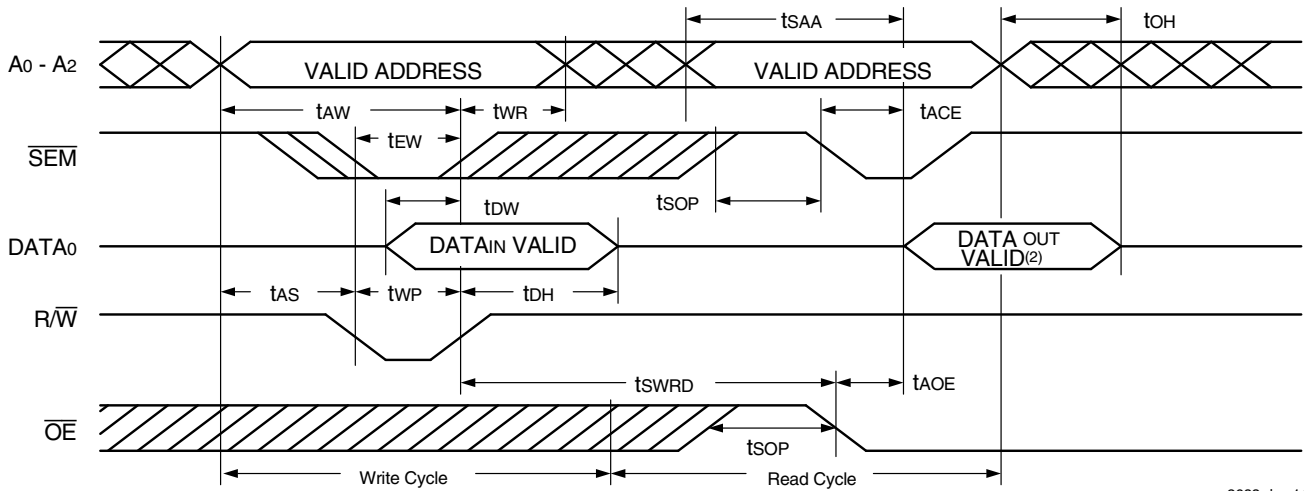 tSAA
tOH
A0 - A2
VALID ADDRESS
VALID ADDRESS
tAW
tWR
tACE
tEW
SEM
tSOP
tDW
DATA0
DATAIN VALID
DATA OUT
VALID(2)
tAS
tWP
tDH
R/W
tSWRD
tAOE
OE
tSOP
Write Cycle
Read Cycle